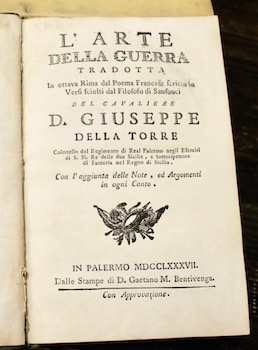 L'ARTE
DELLA GUERRA
TRADOTTA
In ottava Rima dal Poema Francese scritto in
Versi sciolti dal Filosofo di Sansoucì
DEL CAVALIERE
D. GIUSEPPE
DELLA TORRE
Colonello del Regimento di Real Palermo negli Eserciti
di S. M. Re delle due Sicilie, e Sottoispettore
di Fanteria nel Regno di Sicilia.
Con l'aggiunta delle Note, ed Argomenti
in ogni Canto.
IN PALERMO MDCCLXXXVII.
Dalle Stampe di D. Gaetano M. Bentivenga.
Con Approvazione.